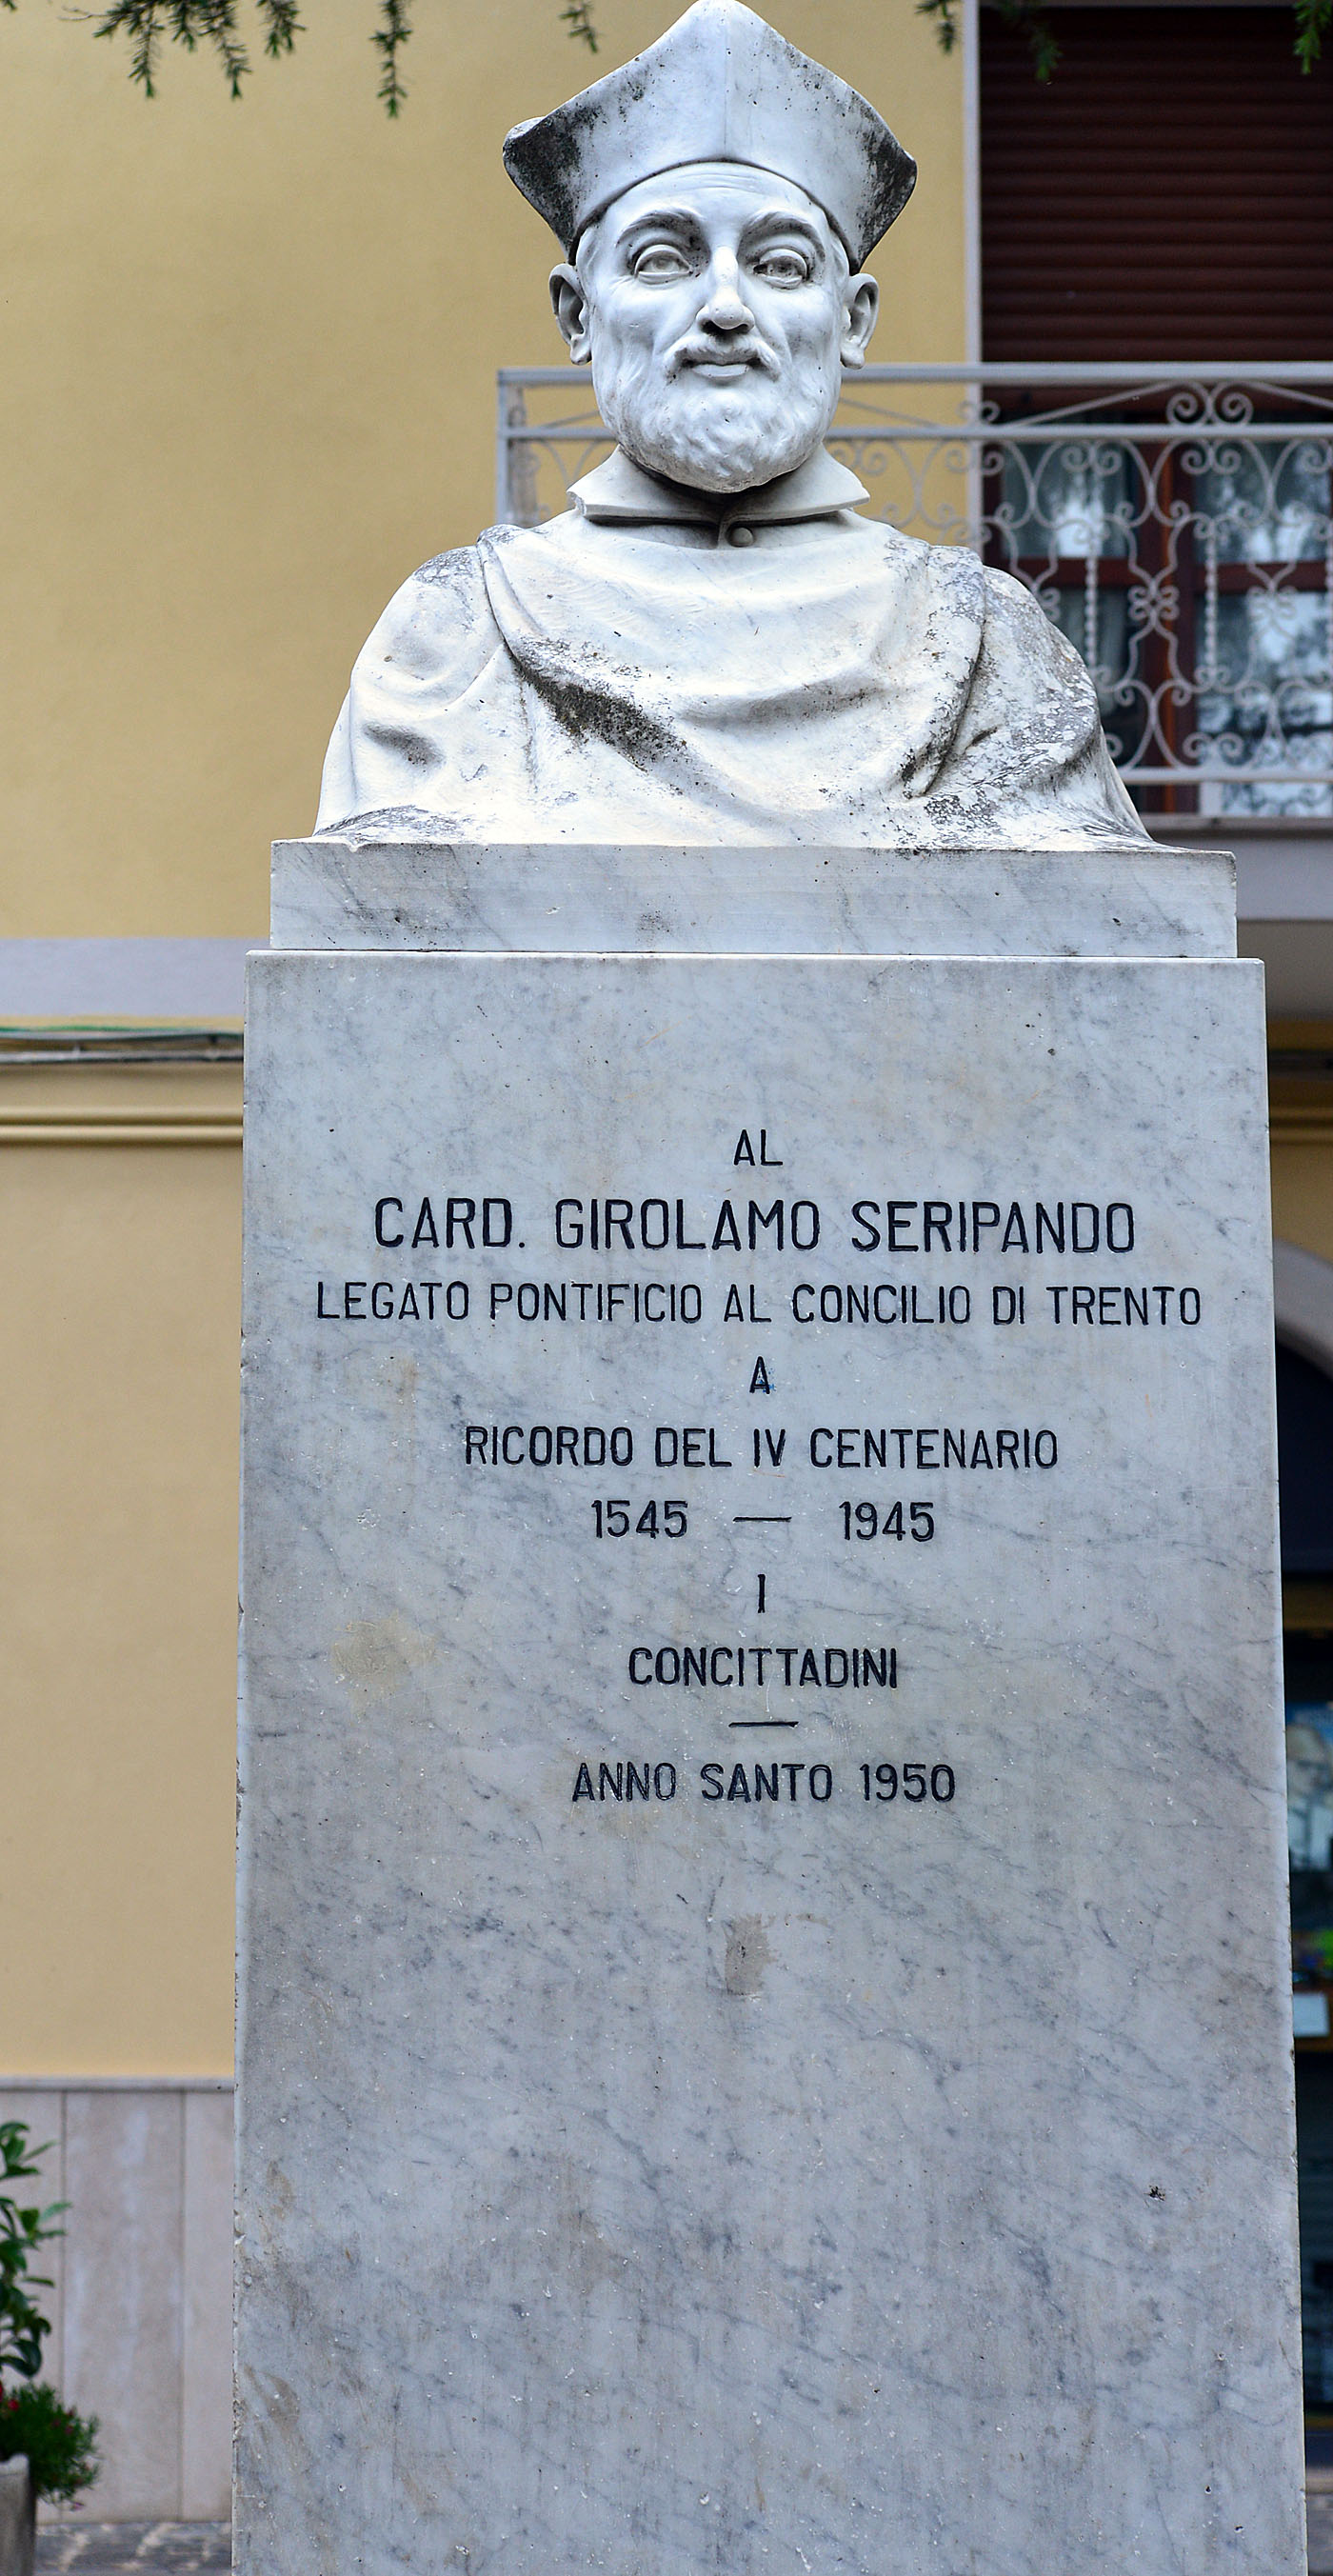 AL
CARD. GIROLAMO SERIPANDO
LEGATO PONTIFICIO AL CONCILIO DI TRENTO
A
RICORDO DEL IV CENTENARIO
1545 — 1945
I
CONCITTADINI
—
ANNO SANTO 1950